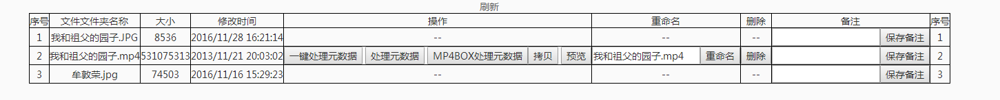 刷新
序号 文件文件夹名称 大小 修改时间 操作 重命名 删除 备注 序号
1 我和祖父的园子.JPG 8536 2016/11/28 16:21:14 -- -- -- 保存备注 1
2 我和祖父的园子.mp4 531075313 2013/11/21 20:03:02 一键处理元数据 处理元数据 MP4BOX处理元数据 拷贝 预览 我和祖父的园子.mp4 重命名 删除 保存备注 2
3 牟敦荣.jpg 74503 2016/11/16 15:29:23 -- -- -- 保存备注 3